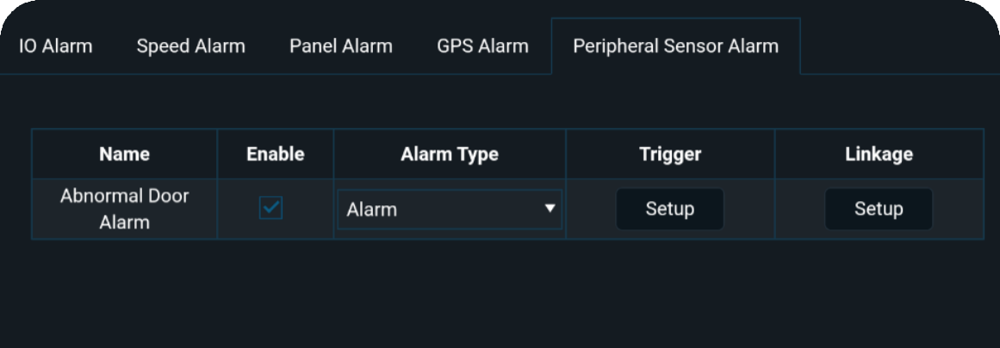 IO Alarm Speed Alarm Panel Alarm GPS Alarm Peripheral Sensor Alarm
Name Enable Alarm Type Trigger Linkage
Abnormal Door
Alarm
Alarm Setup Setup